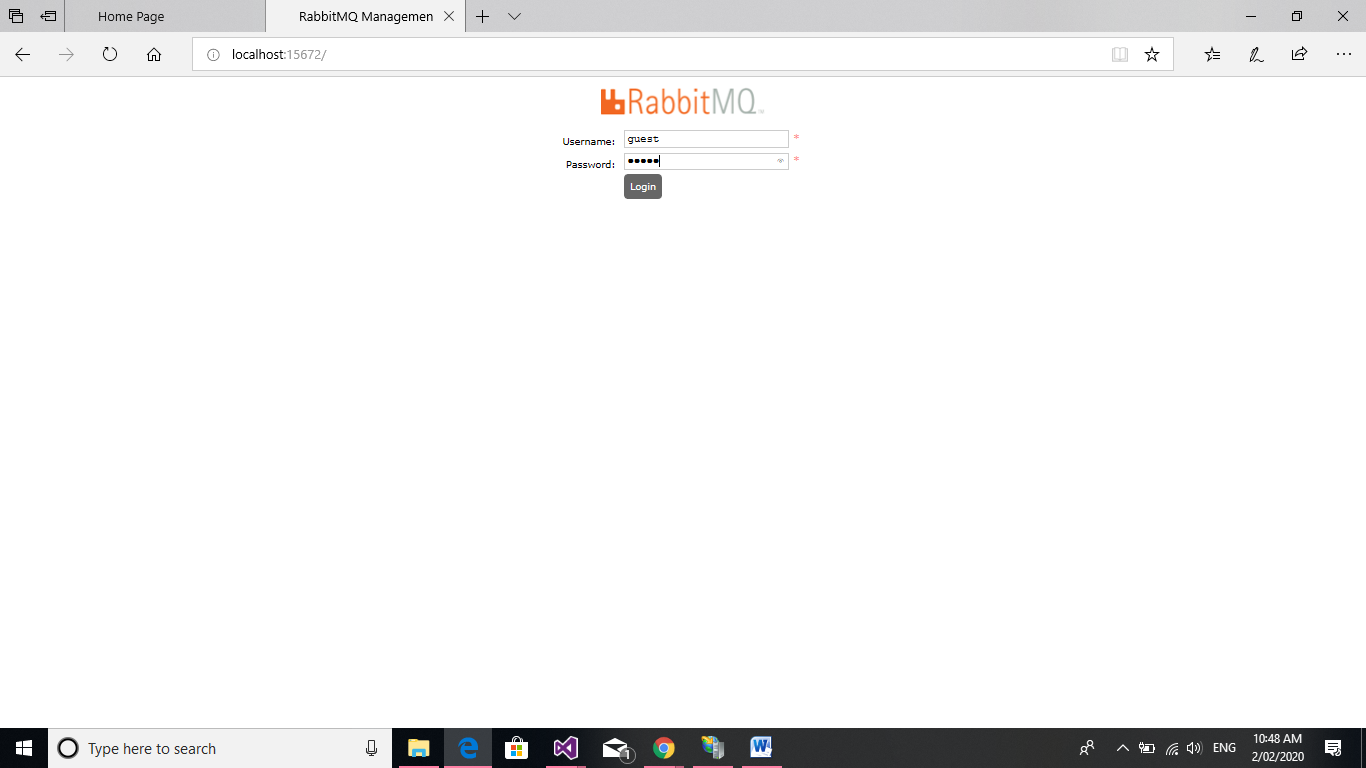 Home Page
RabbitMQ Managemen
localhost:15672/
RabbitMQ
Username: guest *
Password: ••••• *
Login
Type here to search
1
ENG
10:48 AM
2/02/2020